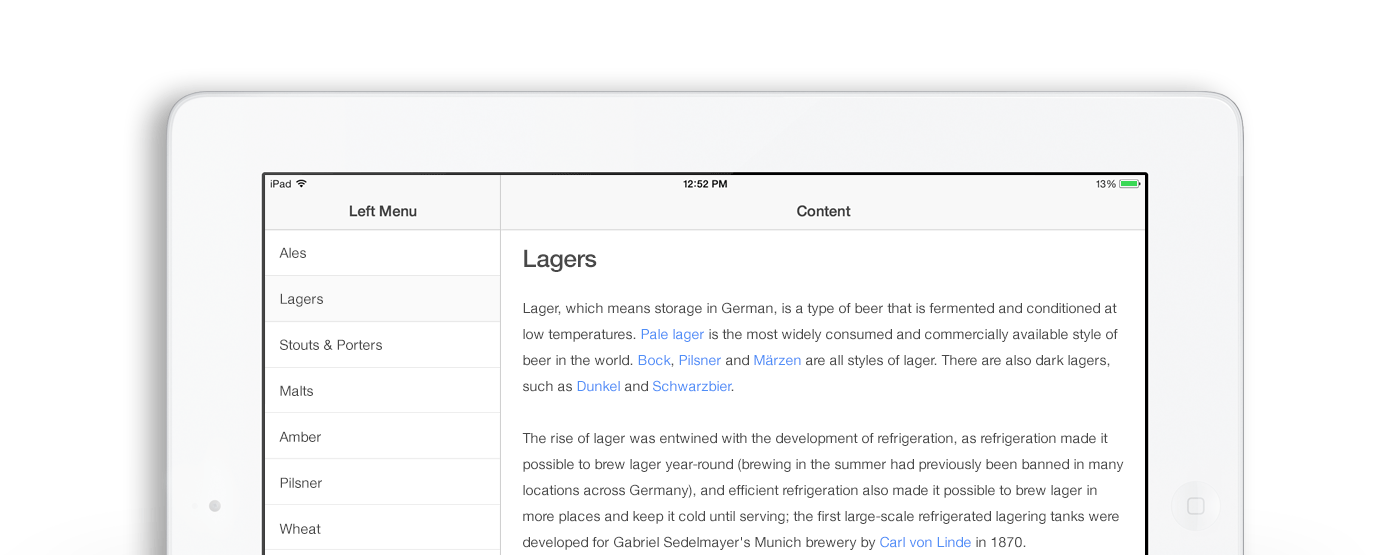 iPad 12:52 PM 13%
Left Menu
Content
Ales
Lagers
Stouts & Porters
Malts
Amber
Pilsner
Wheat
Lagers
Lager, which means storage in German, is a type of beer that is fermented and conditioned at
low temperatures. Pale lager is the most widely consumed and commercially available style of
beer in the world. Bock, Pilsner and Märzen are all styles of lager. There are also dark lagers,
such as Dunkel and Schwarzbier.
The rise of lager was entwined with the development of refrigeration, as refrigeration made it
possible to brew lager year-round (brewing in the summer had previously been banned in many
locations across Germany), and efficient refrigeration also made it possible to brew lager in
more places and keep it cold until serving; the first large-scale refrigerated lagering tanks were
developed for Gabriel Sedelmayer's Munich brewery by Carl von Linde in 1870.